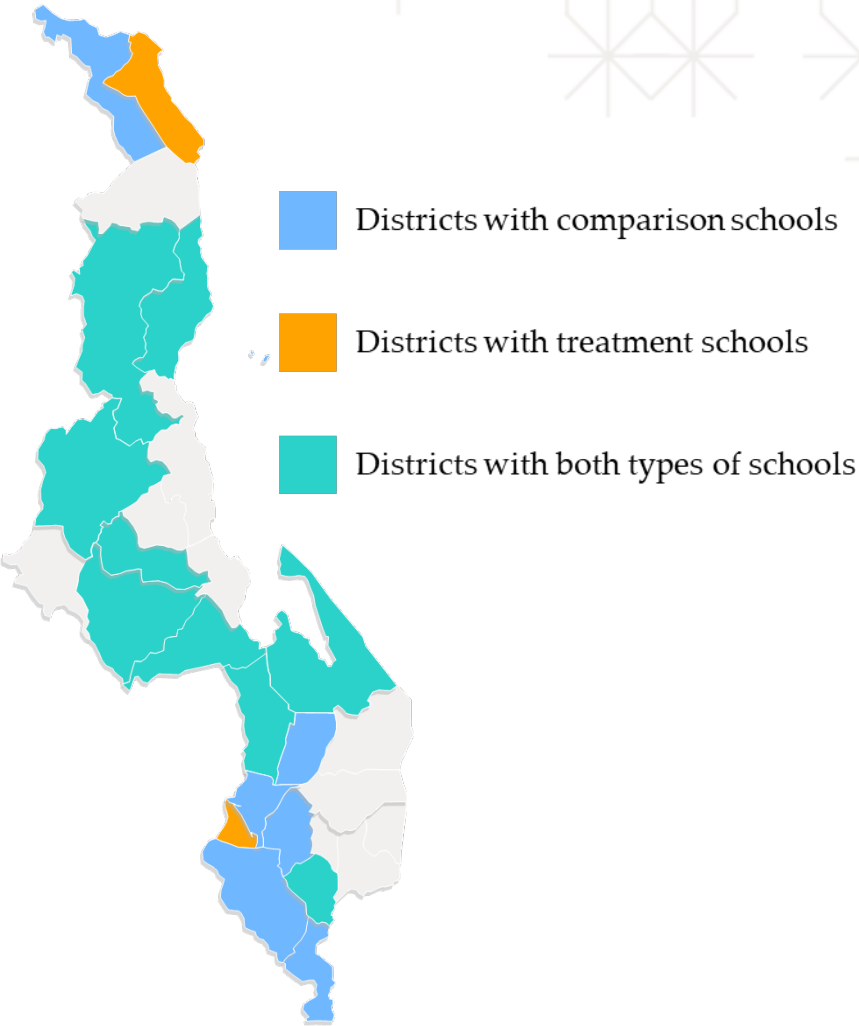 Districts with comparison schools
Districts with treatment schools
Districts with both types of schools